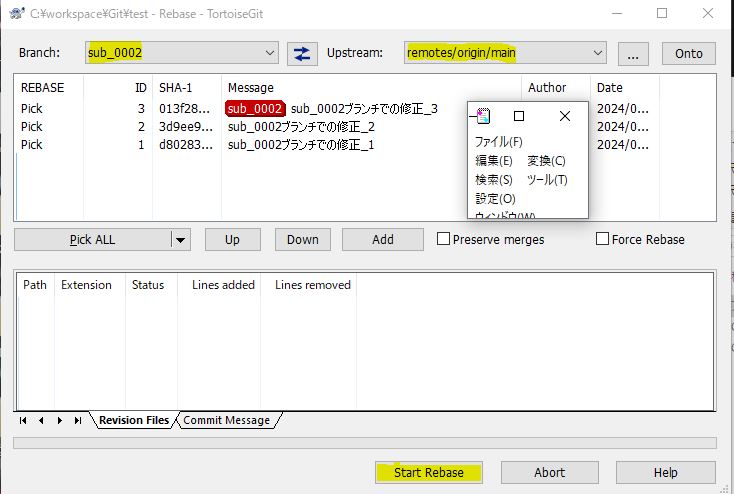 C:¥workspace¥Git¥test - Rebase - TortoiseGit
Branch: sub_0002 Upstream: remotes/origin/main ... Onto
REBASE ID SHA-1 Message Author Date
Pick 3 013f28... sub_0002 sub_0002ブランチでの修正_3 2024/0...
Pick 2 3d9ee9... sub_0002ブランチでの修正_2 2024/0...
Pick 1 d80283... sub_0002ブランチでの修正_1 2024/0...
ファイル(F)
編集(E) 変換(C)
検索(S) ツール(T)
設定(O)
ウィンドウ(W)
Pick ALL Up Down Add Preserve merges Force Rebase
Path Extension Status Lines added Lines removed
Revision Files Commit Message
Start Rebase Abort Help